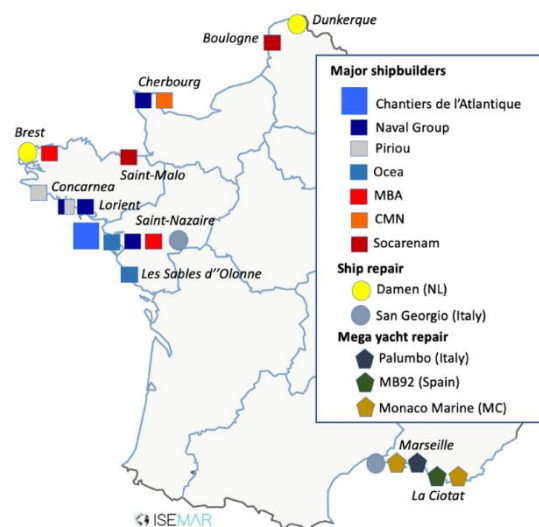 Dunkerque
Boulogne
Cherbourg
Brest
Saint-Malo
Concarnea
Lorient
Saint-Nazaire
Les Sables d''Olonne
Marseille
La Ciotat
Major shipbuilders
Chantiers de l'Atlantique
Naval Group
Piriou
Ocea
MBA
CMN
Socarenam
Ship repair
Damen (NL)
San Georgio (Italy)
Mega yacht repair
Palumbo (Italy)
MB92 (Spain)
Monaco Marine (MC)
ISEMAR